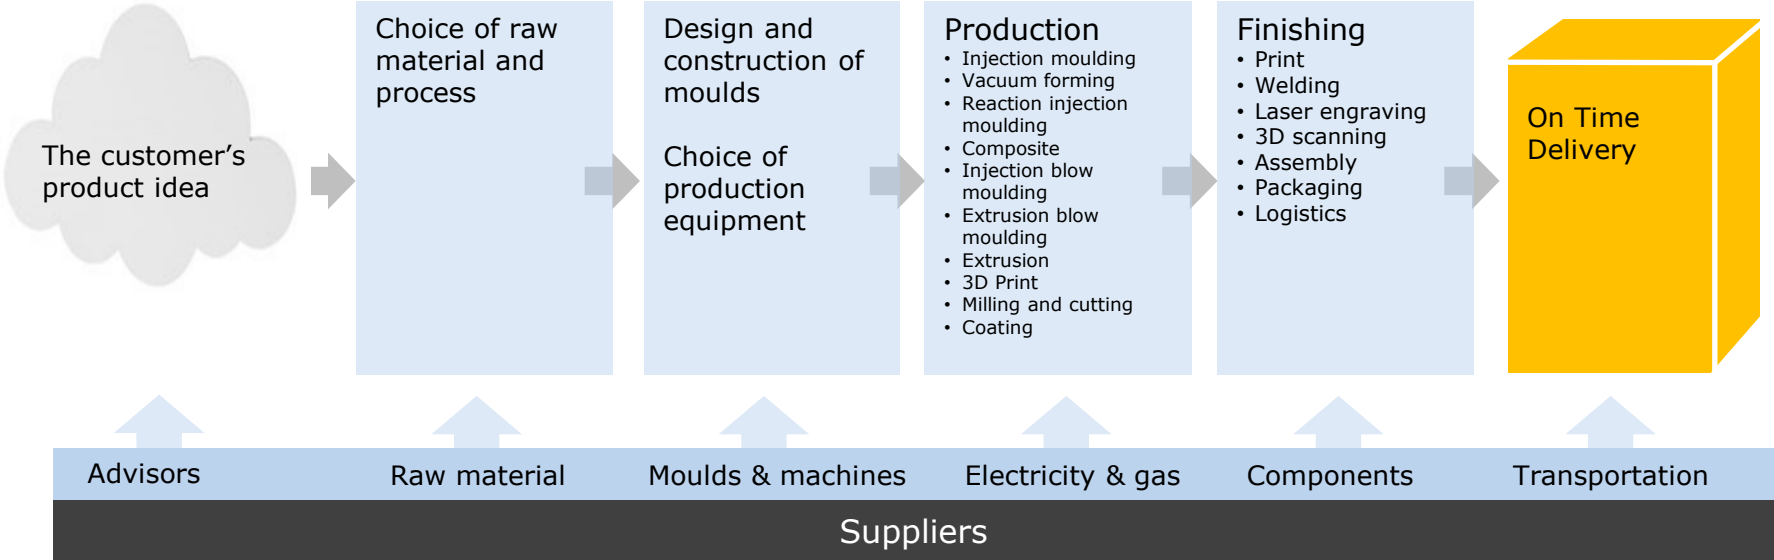 The customer’s
product idea
Choice of raw
material and
process
Design and
construction of
moulds
Choice of
production
equipment
Production
• Injection moulding
• Vacuum forming
• Reaction injection
moulding
• Composite
• Injection blow
moulding
• Extrusion blow
moulding
• Extrusion
• 3D Print
• Milling and cutting
• Coating
Finishing
• Print
• Welding
• Laser engraving
• 3D scanning
• Assembly
• Packaging
• Logistics
On Time
Delivery
Advisors
Raw material
Moulds & machines
Electricity & gas
Components
Transportation
Suppliers